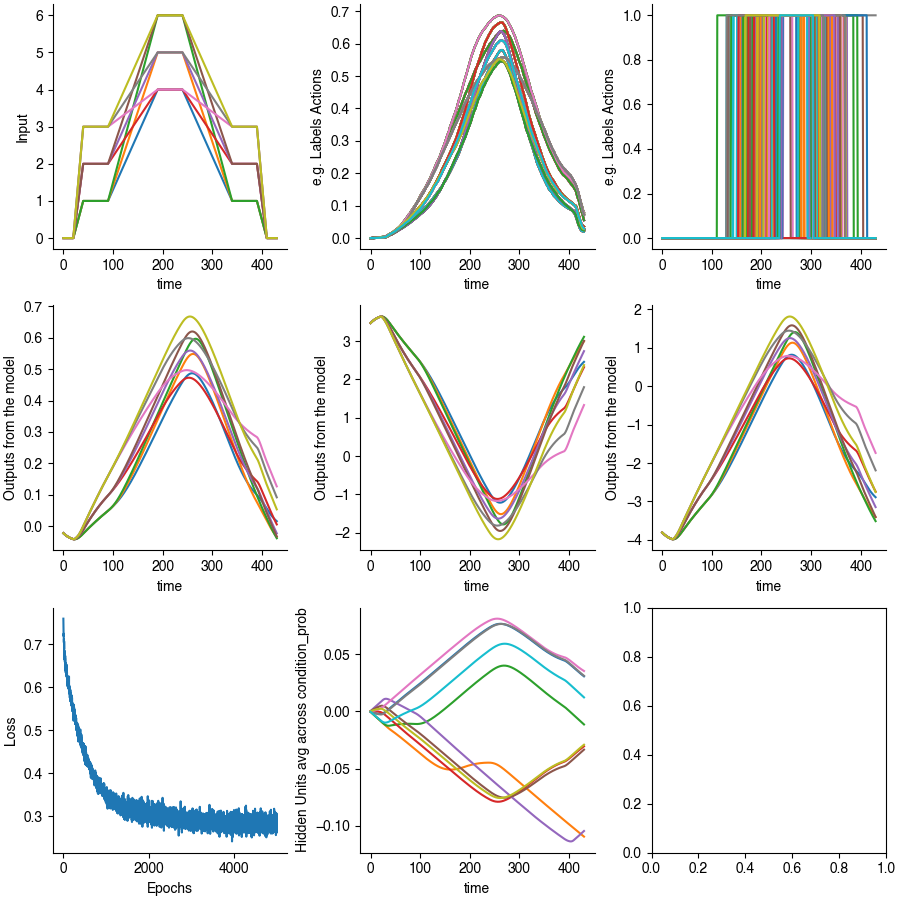 Input
6
5
4
3
2
1
0
0 100 200 300 400
time
e.g. Labels Actions
0.7
0.6
0.5
0.4
0.3
0.2
0.1
0.0
0 100 200 300 400
time
e.g. Labels Actions
1.0
0.8
0.6
0.4
0.2
0.0
0 100 200 300 400
time
Outputs from the model
0.7
0.6
0.5
0.4
0.3
0.2
0.1
0.0
0 100 200 300 400
time
Outputs from the model
3
2
1
0
−1
−2
0 100 200 300 400
time
Outputs from the model
2
1
0
−1
−2
−3
−4
0 100 200 300 400
time
Loss
0.7
0.6
0.5
0.4
0.3
0 2000 4000
Epochs
Hidden Units avg across condition_prob
0.05
0.00
−0.05
−0.10
0 100 200 300 400
time
1.0
0.8
0.6
0.4
0.2
0.0
0.0 0.2 0.4 0.6 0.8 1.0